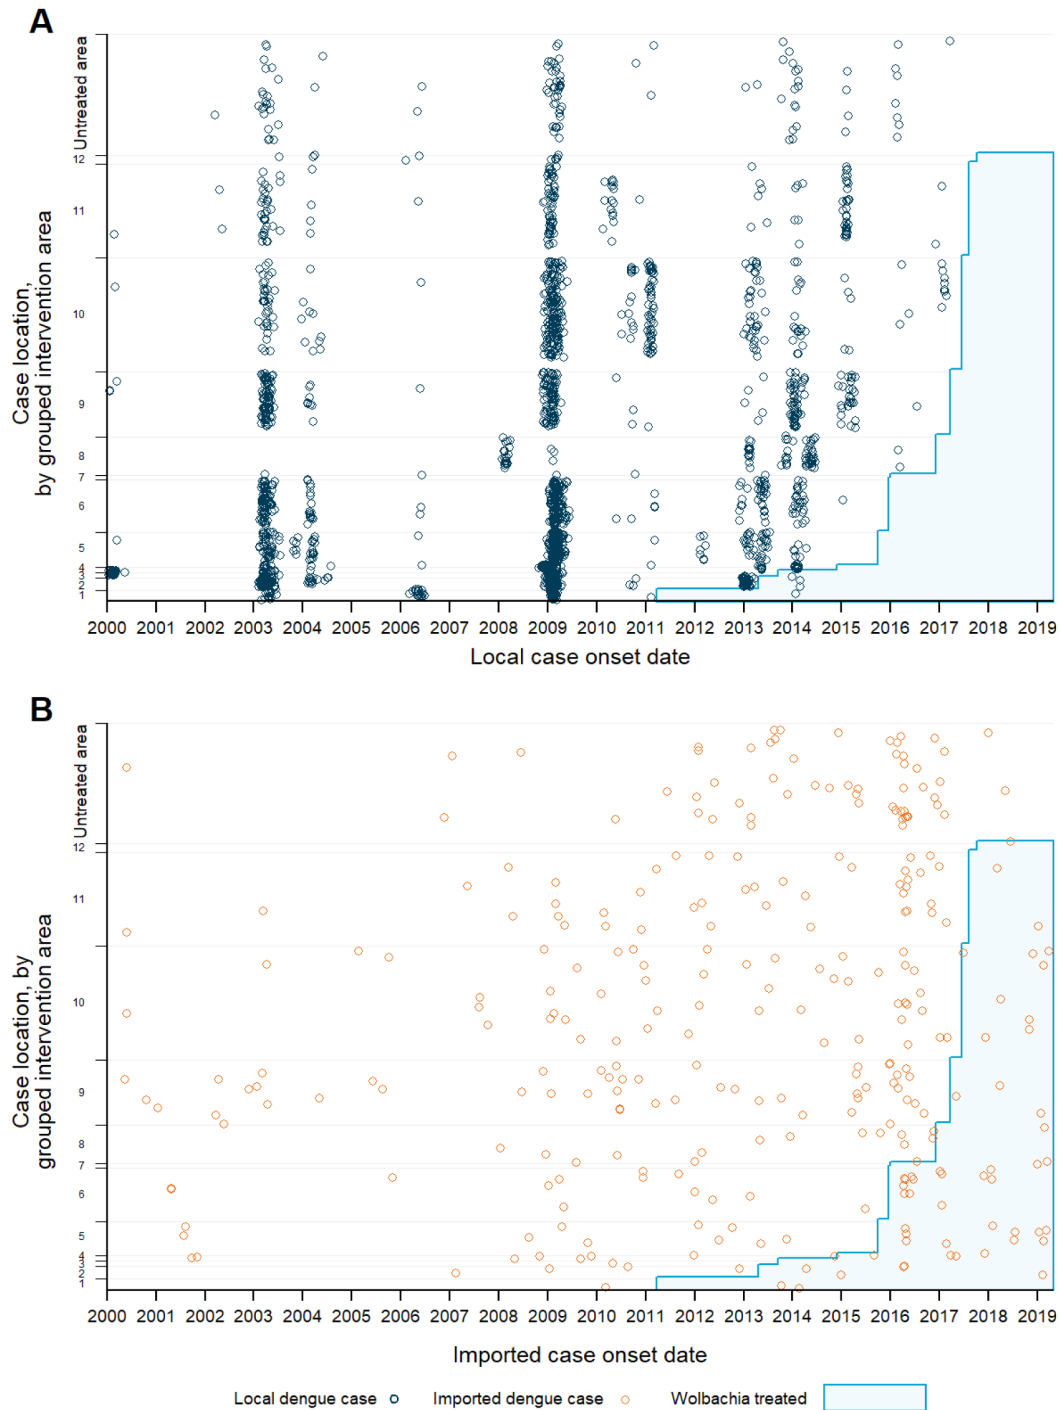 A
Untreated area
12
11
10
9
8
7
6
5
4
3
2
1
Case location,
by grouped intervention area
2000 2001 2002 2003 2004 2005 2006 2007 2008 2009 2010 2011 2012 2013 2014 2015 2016 2017 2018 2019
Local case onset date
B
Untreated area
12
11
10
9
8
7
6
5
4
3
2
1
Case location, by
grouped intervention area
2000 2001 2002 2003 2004 2005 2006 2007 2008 2009 2010 2011 2012 2013 2014 2015 2016 2017 2018 2019
Imported case onset date
Local dengue case Imported dengue case Wolbachia treated